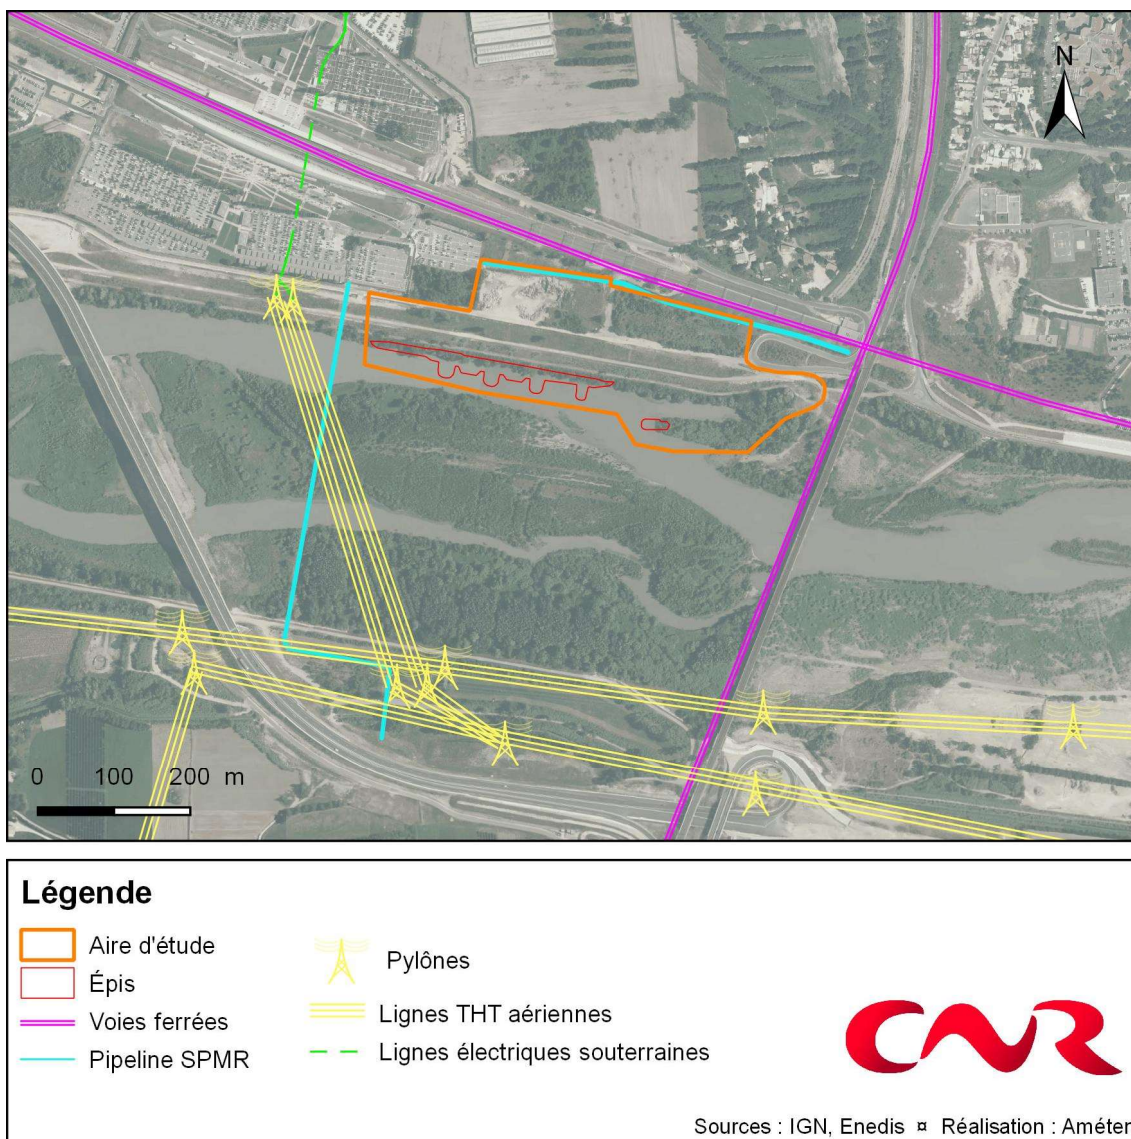 N
0 100 200 m
Légende
Aire d'étude
Épis
Voies ferrées
Pipeline SPMR
Pylônes
Lignes THT aériennes
Lignes électriques souterraines
CNR
Sources : IGN, Enedis ¤ Réalisation : Améten